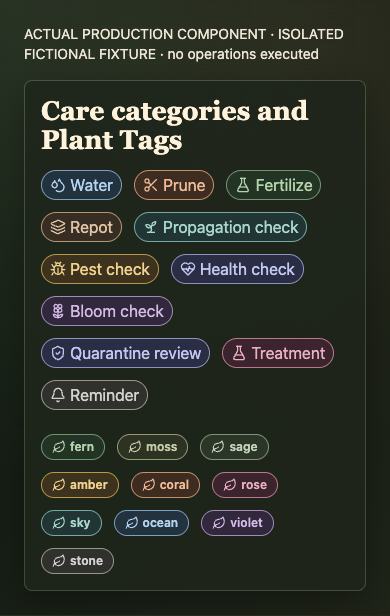 ACTUAL PRODUCTION COMPONENT · ISOLATED
FICTIONAL FIXTURE · no operations executed
Care categories and
Plant Tags
Water Prune Fertilize
Repot Propagation check
Pest check Health check
Bloom check
Quarantine review Treatment
Reminder
fern moss sage
amber coral rose
sky ocean violet
stone